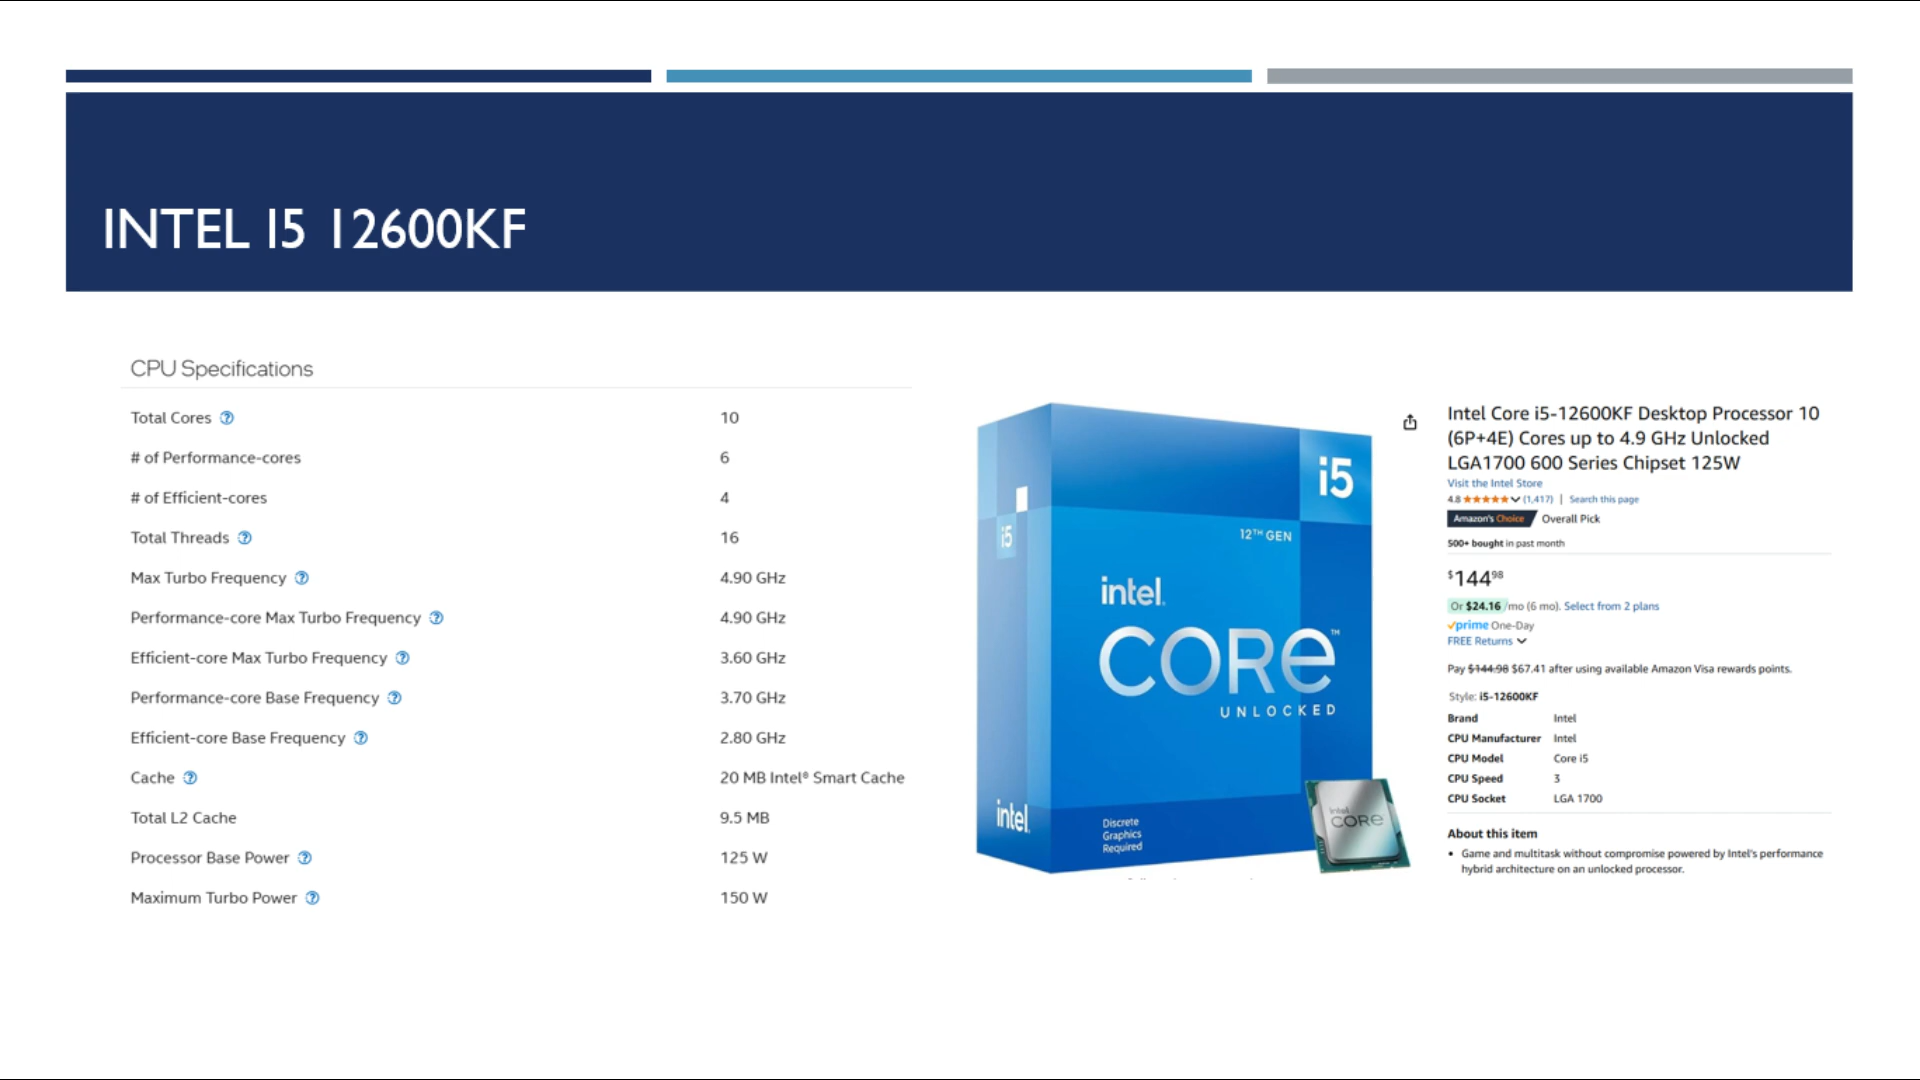 INTEL I5 12600KF
CPU Specifications
Total Cores 10
# of Performance-cores 6
# of Efficient-cores 4
Total Threads 16
Max Turbo Frequency 4.90 GHz
Performance-core Max Turbo Frequency 4.90 GHz
Efficient-core Max Turbo Frequency 3.60 GHz
Performance-core Base Frequency 3.70 GHz
Efficient-core Base Frequency 2.80 GHz
Cache 20 MB Intel® Smart Cache
Total L2 Cache 9.5 MB
Processor Base Power 125 W
Maximum Turbo Power 150 W
i5
i5
12TH GEN
intel.
CORe™
UNLOCKED
intel.
Discrete
Graphics
Required
intel
CORe
Intel Core i5-12600KF Desktop Processor 10
(6P+4E) Cores up to 4.9 GHz Unlocked
LGA1700 600 Series Chipset 125W
Visit the Intel Store
4.8 (1,417) | Search this page
Amazon's Choice Overall Pick
500+ bought in past month
$144.98
Or $24.16 /mo (6 mo). Select from 2 plans
prime One-Day
FREE Returns
Pay $144.98 $67.41 after using available Amazon Visa rewards points.
Style: i5-12600KF
Brand Intel
CPU Manufacturer Intel
CPU Model Core i5
CPU Speed 3
CPU Socket LGA 1700
About this item
• Game and multitask without compromise powered by Intel's performance
hybrid architecture on an unlocked processor.